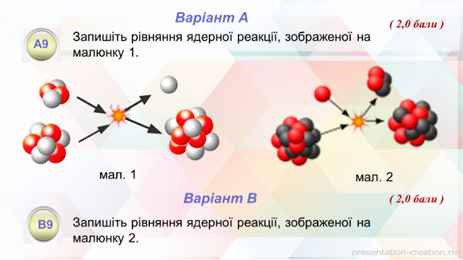 Варіант А
( 2,0 бали )
А9
Запишіть рівняння ядерної реакції, зображеної на
малюнку 1.
мал. 1
мал. 2
Варіант В
( 2,0 бали )
В9
Запишіть рівняння ядерної реакції, зображеної на
малюнку 2.
presentation-creation.ru